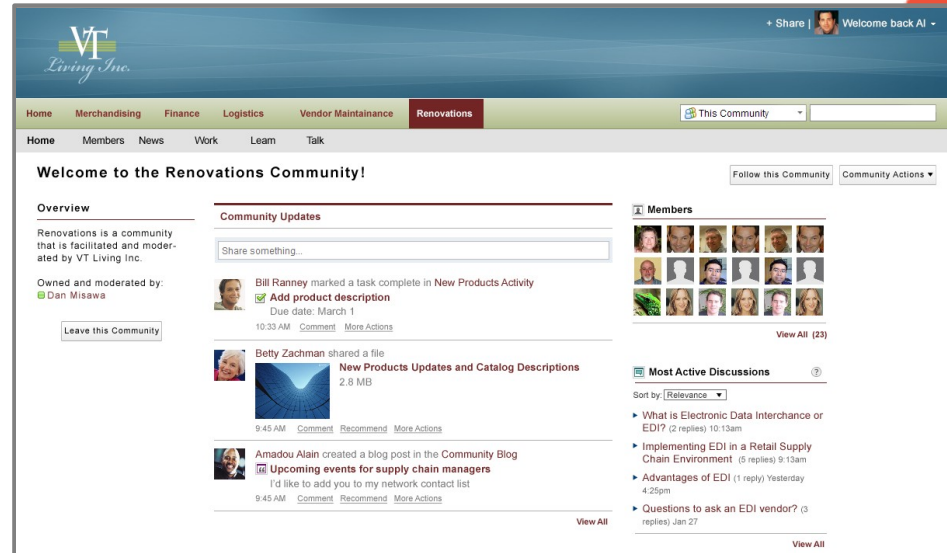 + Share | Welcome back Al
VT
Living Inc.
Home Merchandising Finance Logistics Vendor Maintainance Renovations This Community
Home Members News Work Learn Talk
Welcome to the Renovations Community!
Follow this Community Community Actions
Overview
Renovations is a community
that is facilitated and moder-
ated by VT Living Inc.
Owned and moderated by:
Dan Misawa
Leave this Community
Community Updates
Share something...
Bill Ranney marked a task complete in New Products Activity
Add product description
Due date: March 1
10:33 AM Comment More Actions
Betty Zachman shared a file
New Products Updates and Catalog Descriptions
2.8 MB
9:45 AM Comment Recommend More Actions
Amadou Alain created a blog post in the Community Blog
Upcoming events for supply chain managers
I'd like to add you to my network contact list
9:45 AM Comment Recommend More Actions
View All
Members
View All (23)
Most Active Discussions ?
Sort by: Relevance
What is Electronic Data Interchance or
EDI? (2 replies) 10:13am
Implementing EDI in a Retail Supply
Chain Environment (5 replies) 9:13am
Advantages of EDI (1 reply) Yesterday
4:25pm
Questions to ask an EDI vendor? (3
replies) Jan 27
View All